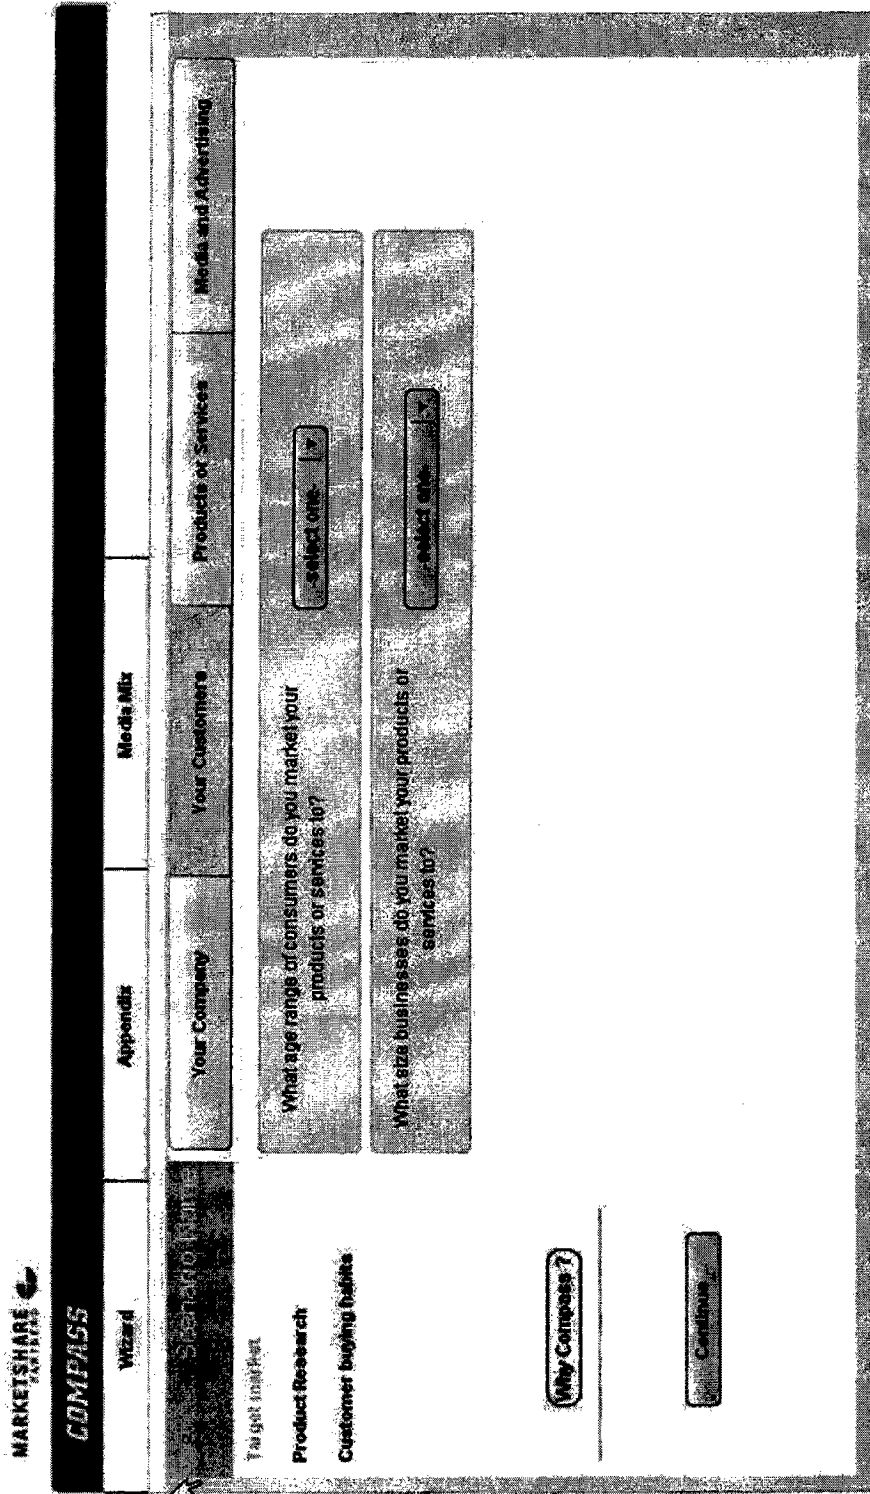 MARKETSHARE
PARTNERS
COMPASS
Wizard
Appendix
Media Mix
Scenario
Your Company
Your Customers
Products or Services
Media and Advertising
Target market
Product Research
Customer buying habits
What age range of consumers do you market your
products or services to?
-select one-
What size businesses do you market your products or
services to?
-select one-
Why Compass ?
Continue